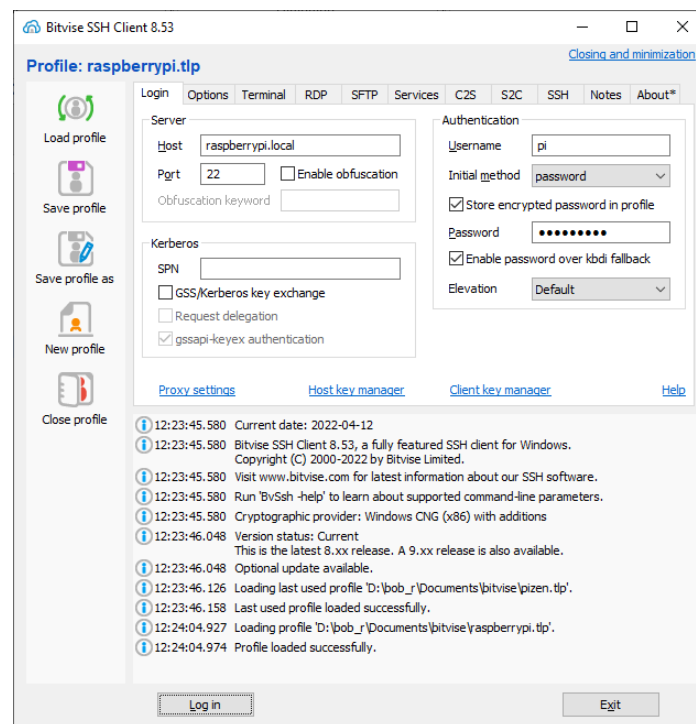 Bitvise SSH Client 8.53
Closing and minimization
Profile: raspberrypi.tlp
Load profile
Save profile
Save profile as
New profile
Close profile
Login Options Terminal RDP SFTP Services C2S S2C SSH Notes About*
Server
Host raspberrypi.local
Port 22 Enable obfuscation
Obfuscation keyword
Kerberos
SPN
GSS/Kerberos key exchange
Request delegation
gssapi-keyex authentication
Authentication
Username pi
Initial method password
Store encrypted password in profile
Password •••••••••
Enable password over kbdi fallback
Elevation Default
Proxy settings Host key manager Client key manager Help
12:23:45.580 Current date: 2022-04-12
12:23:45.580 Bitvise SSH Client 8.53, a fully featured SSH client for Windows.
Copyright (C) 2000-2022 by Bitvise Limited.
12:23:45.580 Visit www.bitvise.com for latest information about our SSH software.
12:23:45.580 Run 'BvSsh -help' to learn about supported command-line parameters.
12:23:45.580 Cryptographic provider: Windows CNG (x86) with additions
12:23:46.048 Version status: Current
This is the latest 8.xx release. A 9.xx release is also available.
12:23:46.048 Optional update available.
12:23:46.126 Loading last used profile 'D:\bob_r\Documents\bitvise\pizen.tlp'.
12:23:46.158 Last used profile loaded successfully.
12:24:04.927 Loading profile 'D:\bob_r\Documents\bitvise\raspberrypi.tlp'.
12:24:04.974 Profile loaded successfully.
Log in Exit